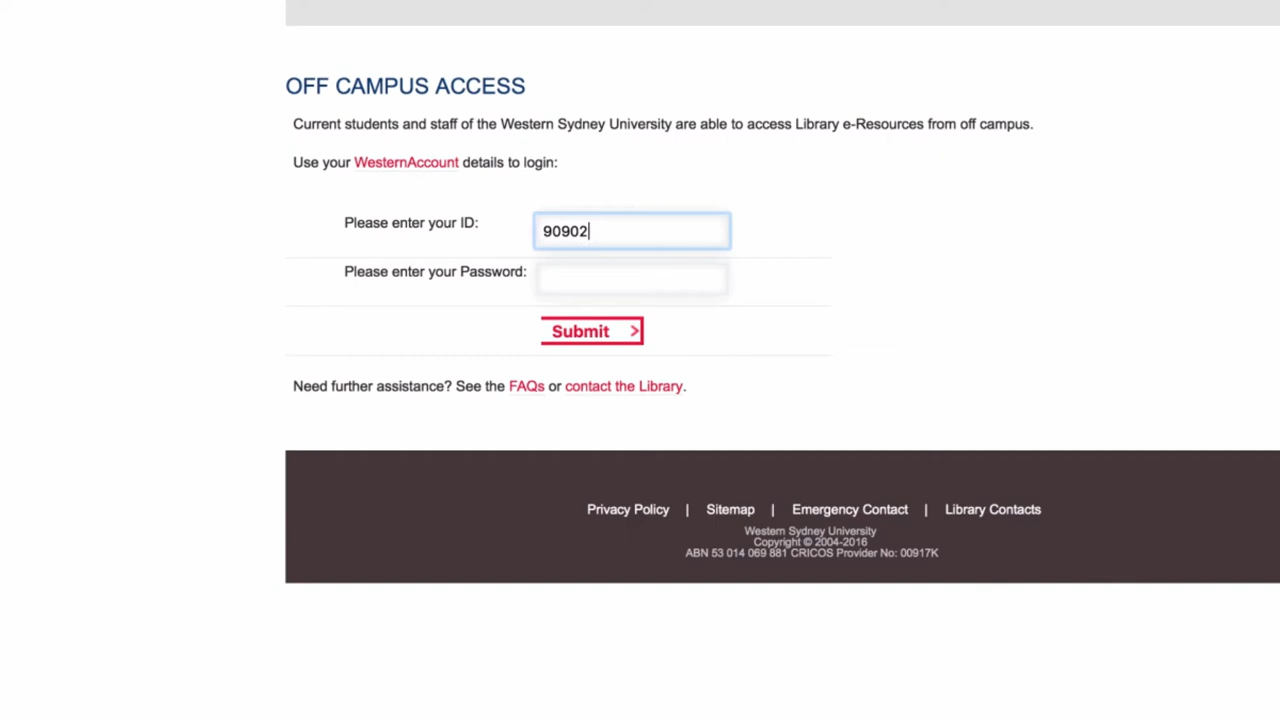 OFF CAMPUS ACCESS
Current students and staff of the Western Sydney University are able to access Library e-Resources from off campus.
Use your WesternAccount details to login:
Please enter your ID: 90902
Please enter your Password:
Submit
Need further assistance? See the FAQs or contact the Library.
Privacy Policy | Sitemap | Emergency Contact | Library Contacts
Western Sydney University
Copyright © 2004-2016
ABN 53 014 069 881 CRICOS Provider No: 00917K